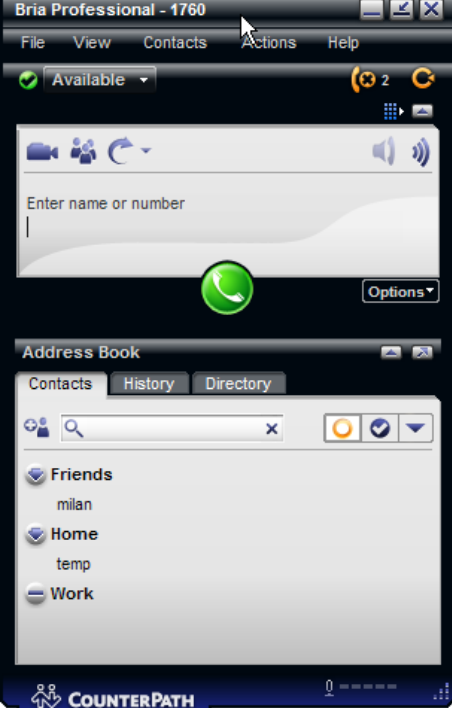 Bria Professional - 1760
File View Contacts Actions Help
Available 2
Enter name or number
Options
Address Book
Contacts History Directory
Friends
milan
Home
temp
Work
COUNTERPATH